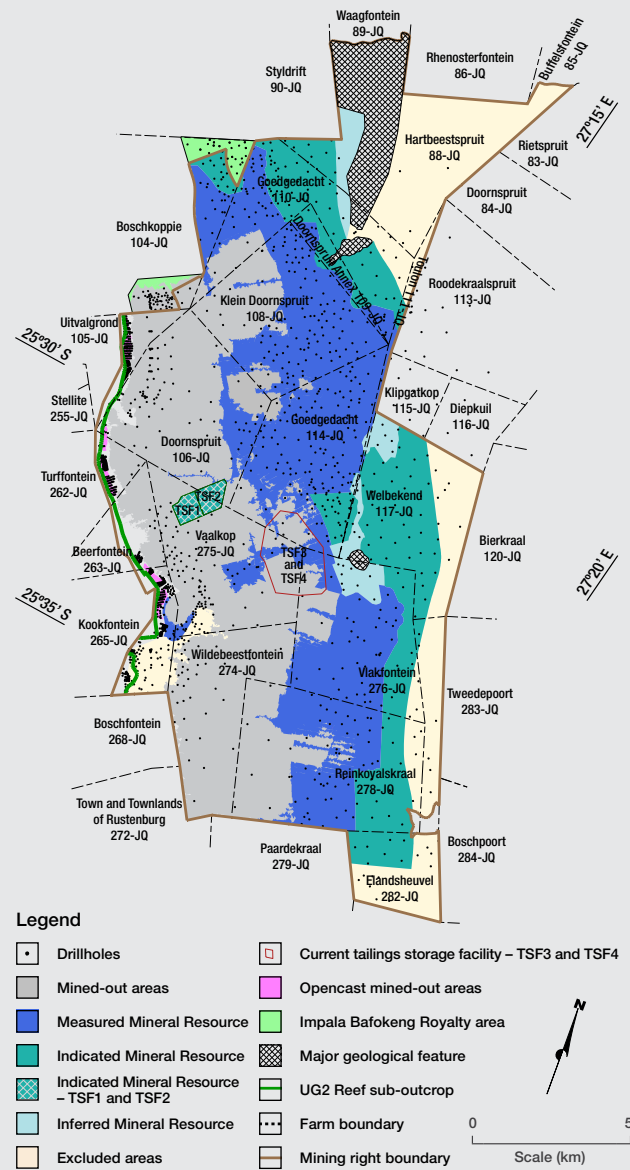 Waagfontein
89-JQ
Buffelsfontein
85-JQ
Rhenosterfontein
86-JQ
Styldrift
90-JQ
27°15' E
Hartbeestspruit
88-JQ
Rietspruit
83-JQ
Goedgedacht
110-JQ
Doornspruit
84-JQ
Boschkoppie
104-JQ
Doornspruit Annex 109-JQ
Toulon 111-JQ
Roodekraalspruit
113-JQ
Klein Doornspruit
108-JQ
Uitvalgrond
105-JQ
25°30' S
Stellite
255-JQ
Klipgatkop
115-JQ
Diepkuil
116-JQ
Goedgedacht
114-JQ
Doornspruit
106-JQ
Turffontein
262-JQ
TSF2
TSF1
Welbekend
117-JQ
Vaalkop
275-JQ
Bierkraal
120-JQ
TSF3
and
TSF4
Beerfontein
263-JQ
27°20' E
25°35' S
Kookfontein
265-JQ
Wildebeestfontein
274-JQ
Vlakfontein
276-JQ
Tweedepoort
283-JQ
Boschfontein
268-JQ
Reinkoyalskraal
278-JQ
Town and Townlands
of Rustenburg
272-JQ
Paardekraal
279-JQ
Boschpoort
284-JQ
Elandsheuvel
282-JQ
Legend
Drillholes
Mined-out areas
Measured Mineral Resource
Indicated Mineral Resource
Indicated Mineral Resource
– TSF1 and TSF2
Inferred Mineral Resource
Excluded areas
Current tailings storage facility – TSF3 and TSF4
Opencast mined-out areas
Impala Bafokeng Royalty area
Major geological feature
UG2 Reef sub-outcrop
Farm boundary
Mining right boundary
N
0 5
Scale (km)